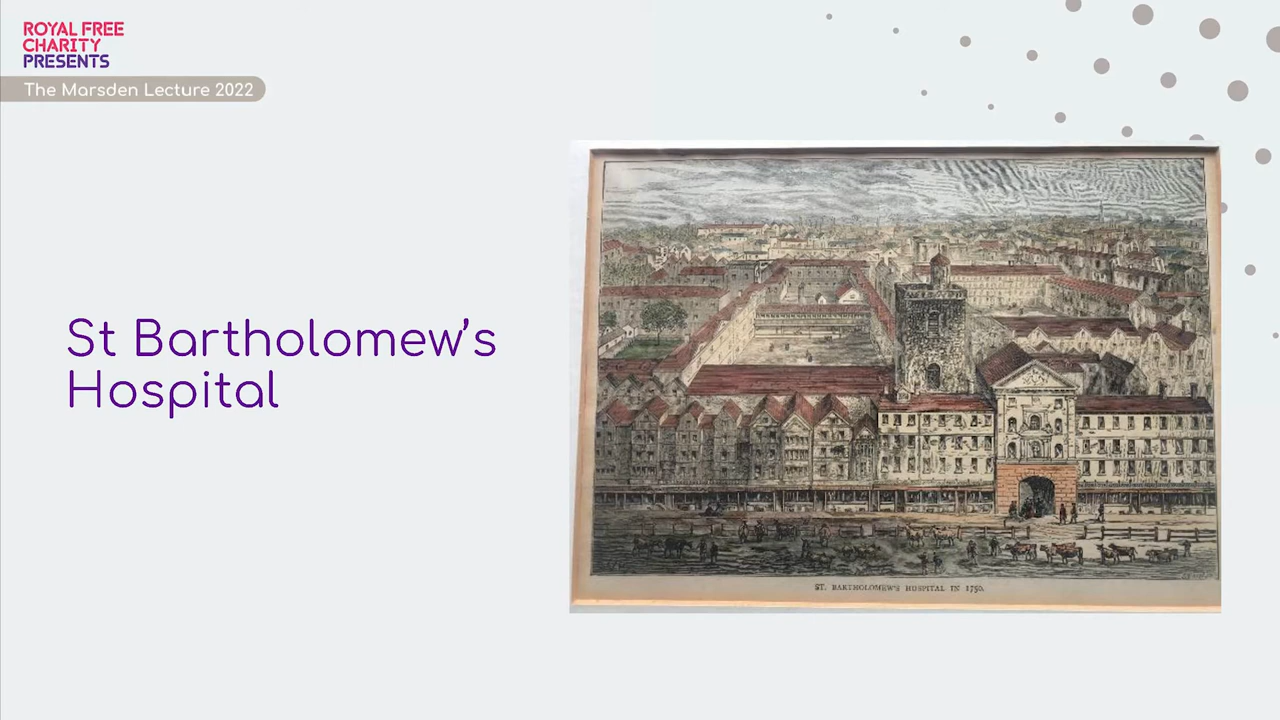 ROYAL FREE
CHARITY
PRESENTS
The Marsden Lecture 2022
St Bartholomew's
Hospital
ST. BARTHOLOMEW'S HOSPITAL IN 1750.